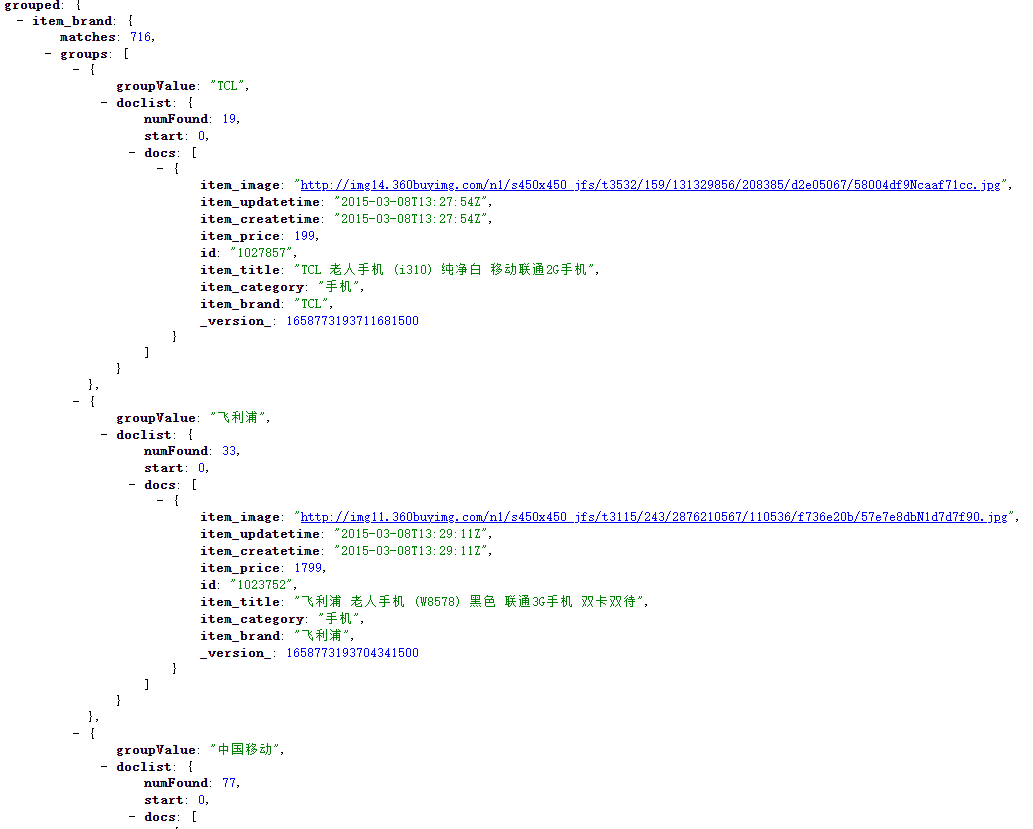 grouped: {
- item_brand: {
matches: 716,
- groups: [
- {
groupValue: "TCL",
- doclist: {
numFound: 19,
start: 0,
- docs: [
- {
item_image: "http://img14.360buyimg.com/n1/s450x450_jfs/t3532/159/131329856/208385/d2e05067/58004df9Ncaaf71cc.jpg",
item_updatetime: "2015-03-08T13:27:54Z",
item_createtime: "2015-03-08T13:27:54Z",
item_price: 199,
id: "1027857",
item_title: "TCL 老人手机 (i310) 纯净白 移动联通2G手机",
item_category: "手机",
item_brand: "TCL",
_version_: 1658773193711681500
}
]
}
},
- {
groupValue: "飞利浦",
- doclist: {
numFound: 33,
start: 0,
- docs: [
- {
item_image: "http://img11.360buyimg.com/n1/s450x450_jfs/t3115/243/2876210567/110536/f736e20b/57e7e8dbN1d7d7f90.jpg",
item_updatetime: "2015-03-08T13:29:11Z",
item_createtime: "2015-03-08T13:29:11Z",
item_price: 1799,
id: "1023752",
item_title: "飞利浦 老人手机 (W8578) 黑色 联通3G手机 双卡双待",
item_category: "手机",
item_brand: "飞利浦",
_version_: 1658773193704341500
}
]
}
},
- {
groupValue: "中国移动",
- doclist: {
numFound: 77,
start: 0,
- docs: [